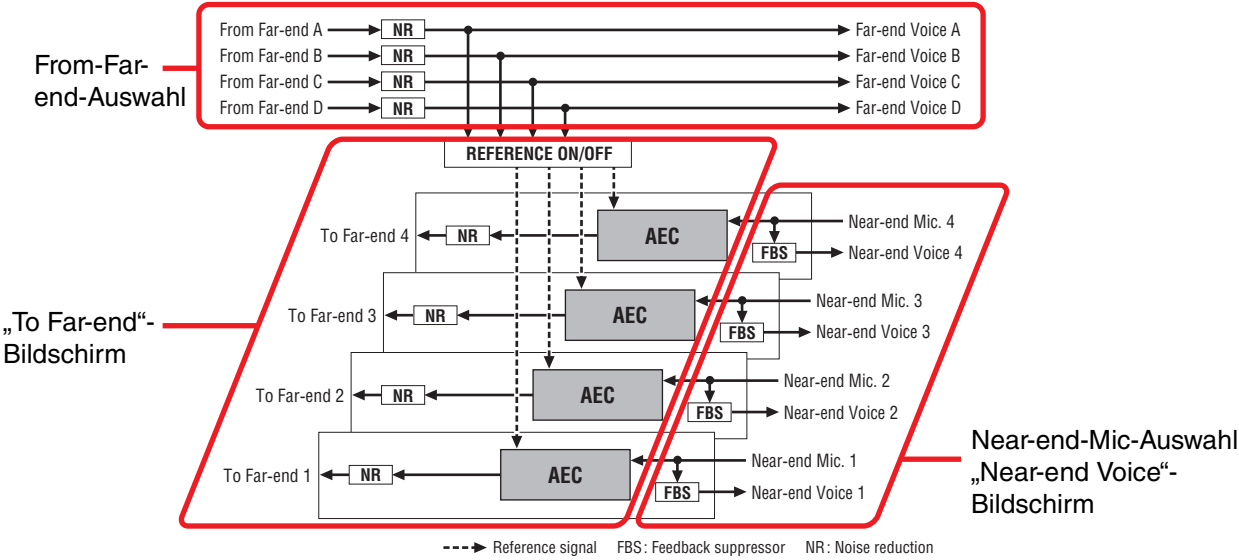 From-Far-
end-Auswahl
From Far-end A NR Far-end Voice A
From Far-end B NR Far-end Voice B
From Far-end C NR Far-end Voice C
From Far-end D NR Far-end Voice D
REFERENCE ON/OFF
To Far-end 4 NR AEC Near-end Mic. 4
FBS Near-end Voice 4
To Far-end 3 NR AEC Near-end Mic. 3
FBS Near-end Voice 3
To Far-end 2 NR AEC Near-end Mic. 2
FBS Near-end Voice 2
To Far-end 1 NR AEC Near-end Mic. 1
FBS Near-end Voice 1
„To Far-end“-
Bildschirm
Near-end-Mic-Auswahl
„Near-end Voice“-
Bildschirm
Reference signal FBS: Feedback suppressor NR: Noise reduction